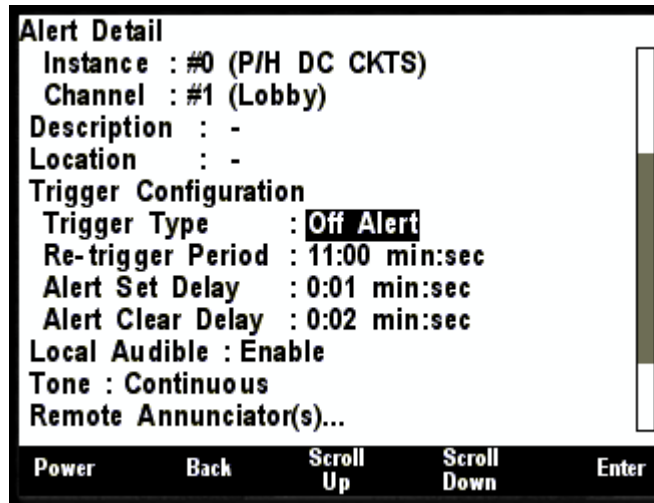 Alert Detail
Instance : #0 (P/H DC CKTS)
Channel : #1 (Lobby)
Description : -
Location : -
Trigger Configuration
Trigger Type : Off Alert
Re-trigger Period : 11:00 min:sec
Alert Set Delay : 0:01 min:sec
Alert Clear Delay : 0:02 min:sec
Local Audible : Enable
Tone : Continuous
Remote Annunciator(s)...
Power Back Scroll Up Scroll Down Enter